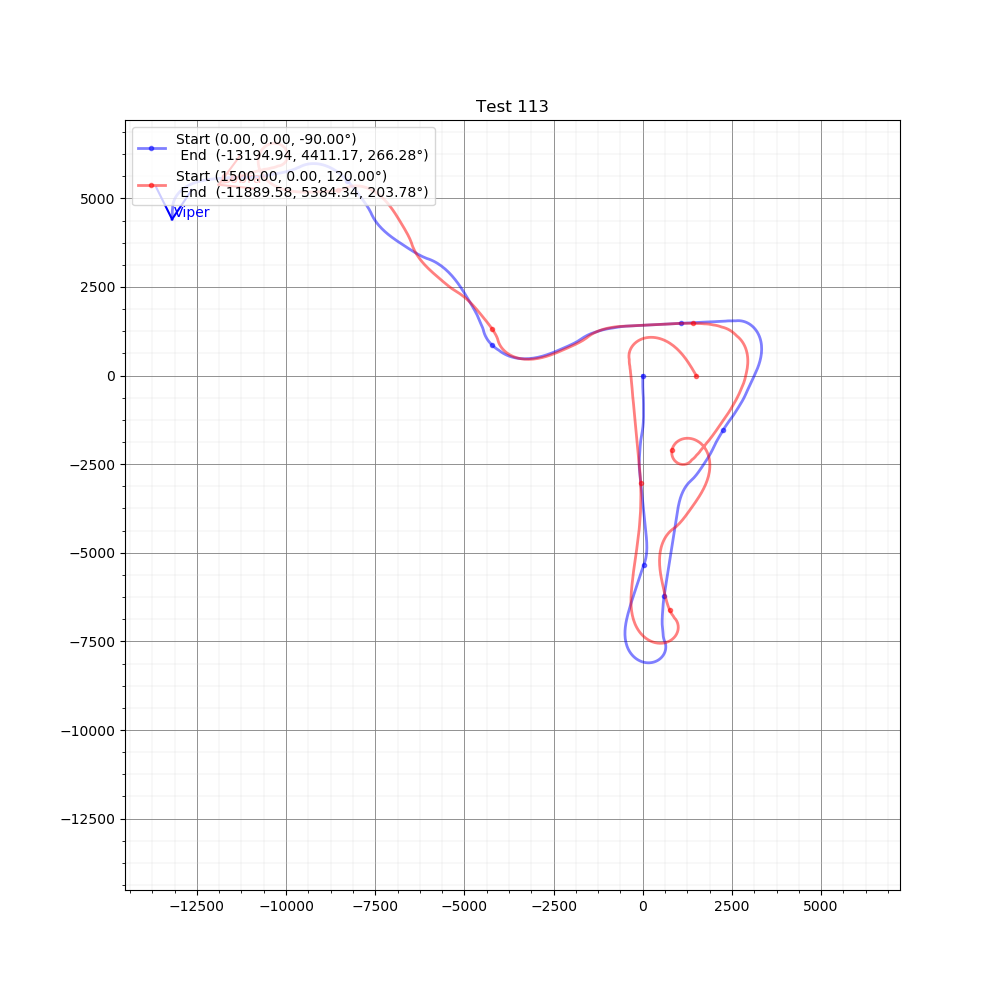 Test 113
Start (0.00, 0.00, -90.00°)
End (-13194.94, 4411.17, 266.28°)
Start (1500.00, 0.00, 120.00°)
End (-11889.58, 5384.34, 203.78°)
Viper
5000
2500
0
−2500
−5000
−7500
−10000
−12500
−12500 −10000 −7500 −5000 −2500 0 2500 5000